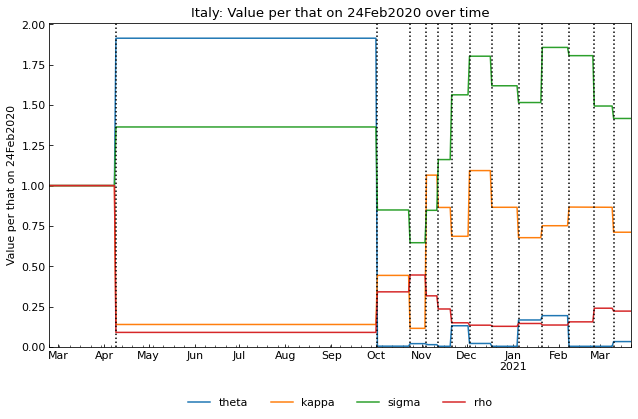 Italy: Value per that on 24Feb2020 over time
Value per that on 24Feb2020
2.00
1.75
1.50
1.25
1.00
0.75
0.50
0.25
0.00
Mar Apr May Jun Jul Aug Sep Oct Nov Dec Jan Feb Mar
2021
theta kappa sigma rho